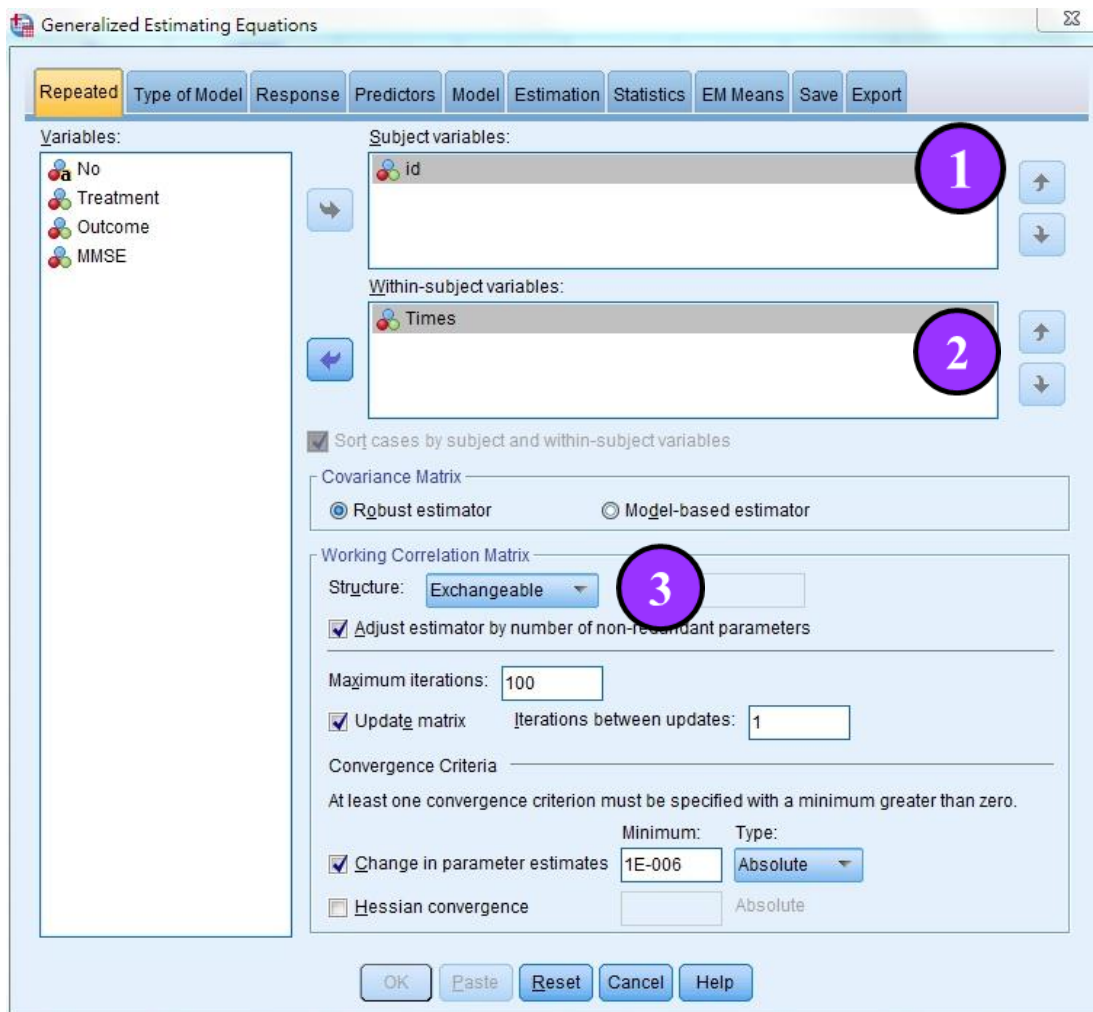 Generalized Estimating Equations
Repeated Type of Model Response Predictors Model Estimation Statistics EM Means Save Export
Variables:
No
Treatment
Outcome
MMSE
Subject variables:
id
1
Within-subject variables:
Times
2
Sort cases by subject and within-subject variables
Covariance Matrix
Robust estimator Model-based estimator
Working Correlation Matrix
Structure: Exchangeable 3
Adjust estimator by number of non-redundant parameters
Maximum iterations: 100
Update matrix Iterations between updates: 1
Convergence Criteria
At least one convergence criterion must be specified with a minimum greater than zero.
Minimum: Type:
Change in parameter estimates 1E-006 Absolute
Hessian convergence Absolute
OK Paste Reset Cancel Help